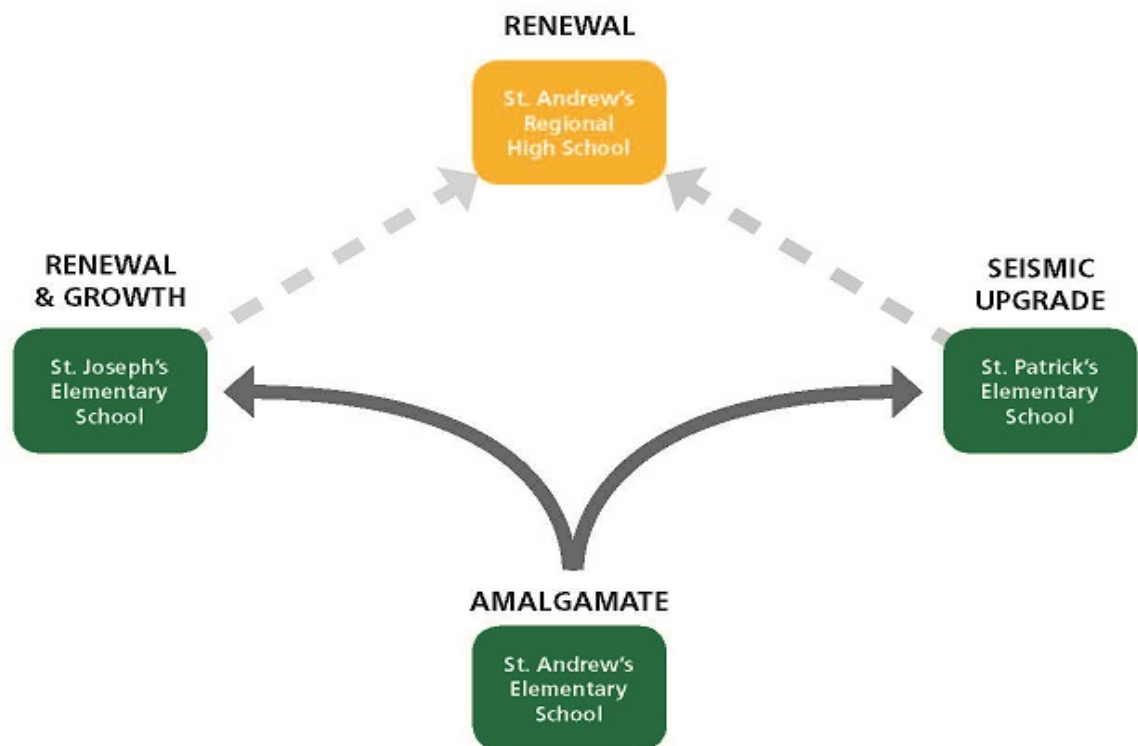 RENEWAL
St. Andrew's
Regional
High School
RENEWAL
& GROWTH
St. Joseph's
Elementary
School
SEISMIC
UPGRADE
St. Patrick's
Elementary
School
AMALGAMATE
St. Andrew's
Elementary
School